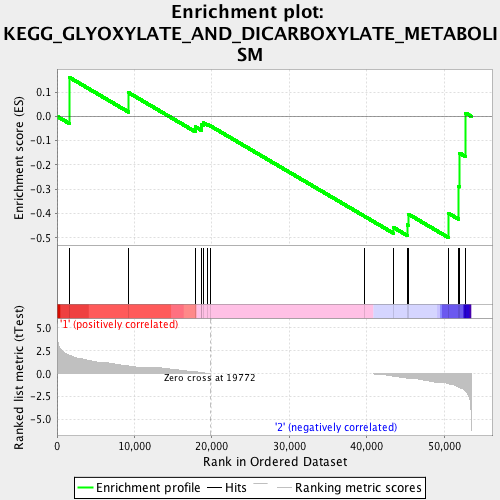 Enrichment plot:
KEGG_GLYOXYLATE_AND_DICARBOXYLATE_METABOLI
SM
Enrichment score (ES)
0.1
0.0
-0.1
-0.2
-0.3
-0.4
-0.5
Ranked list metric (tTest)
5.0
2.5
0.0
-2.5
-5.0
'1' (positively correlated)
Zero cross at 19772
'2' (negatively correlated)
0
10,000
20,000
30,000
40,000
50,000
Rank in Ordered Dataset
Enrichment profile
Hits
Ranking metric scores